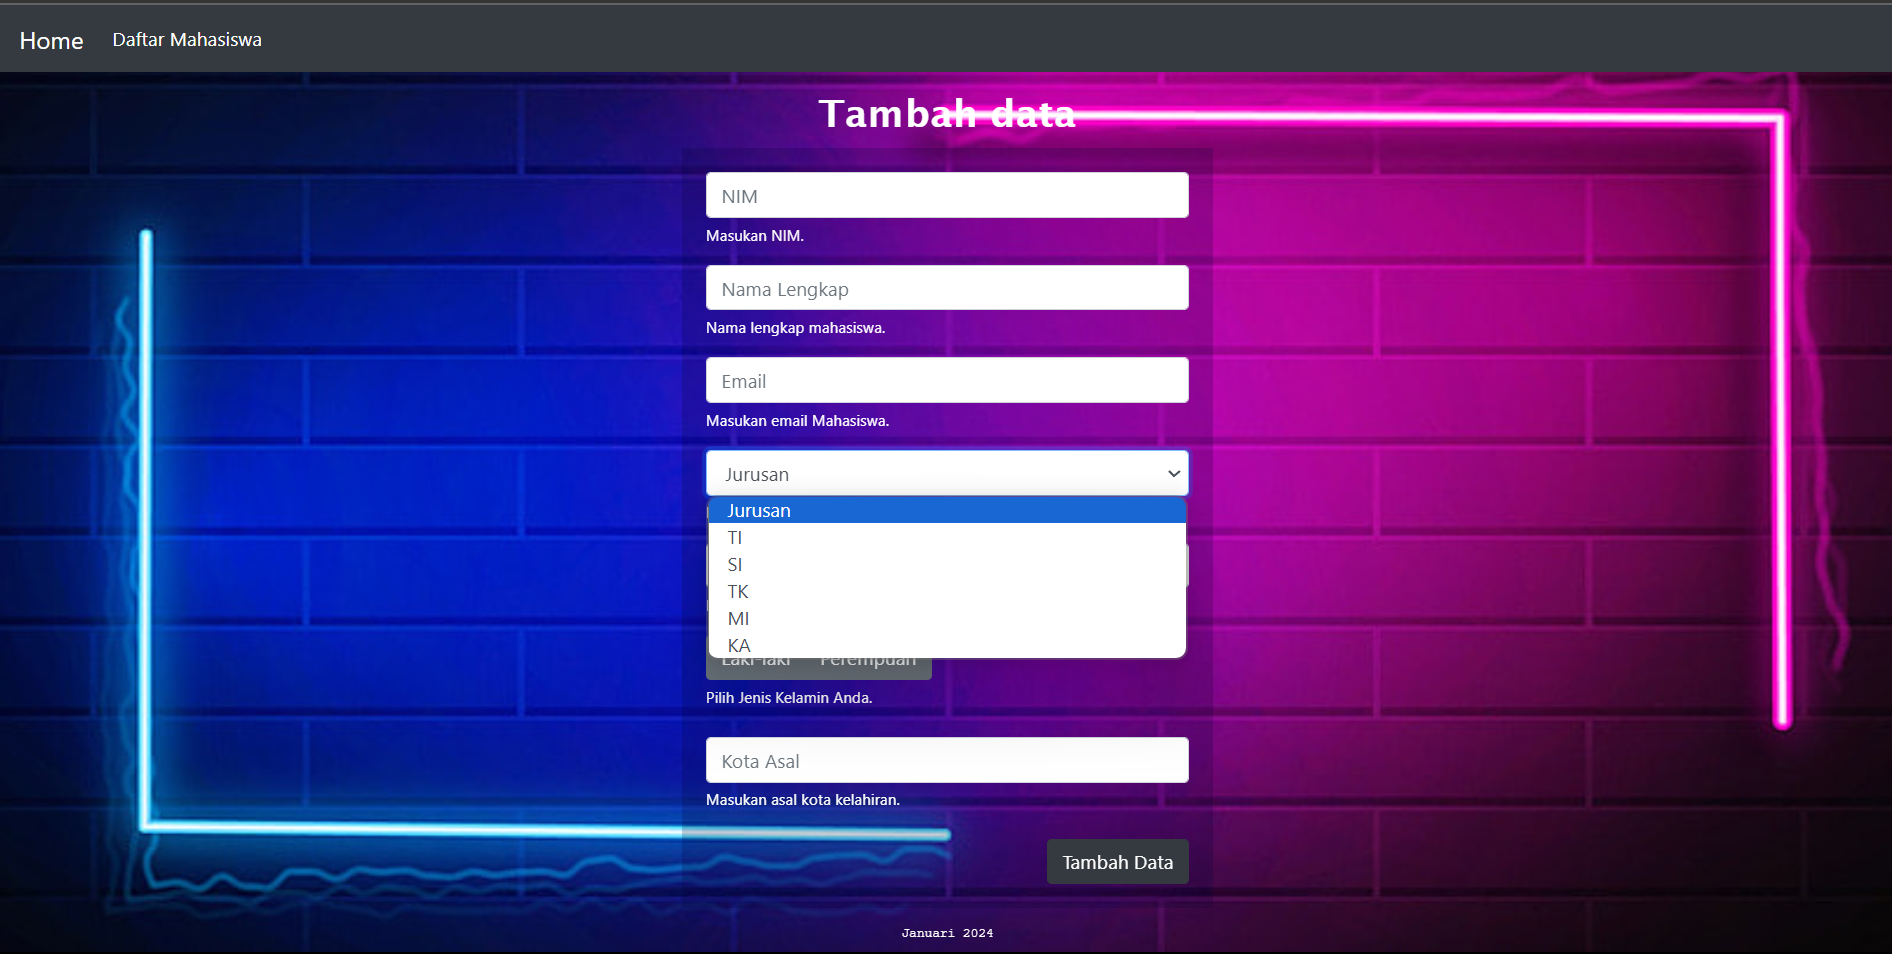 Home Daftar Mahasiswa
Tambah data
NIM
Masukan NIM.
Nama Lengkap
Nama lengkap mahasiswa.
Email
Masukan email Mahasiswa.
Jurusan
Jurusan
TI
SI
TK
MI
KA
Laki-laki Perempuan
Pilih Jenis Kelamin Anda.
Kota Asal
Masukan asal kota kelahiran.
Tambah Data
Januari 2024